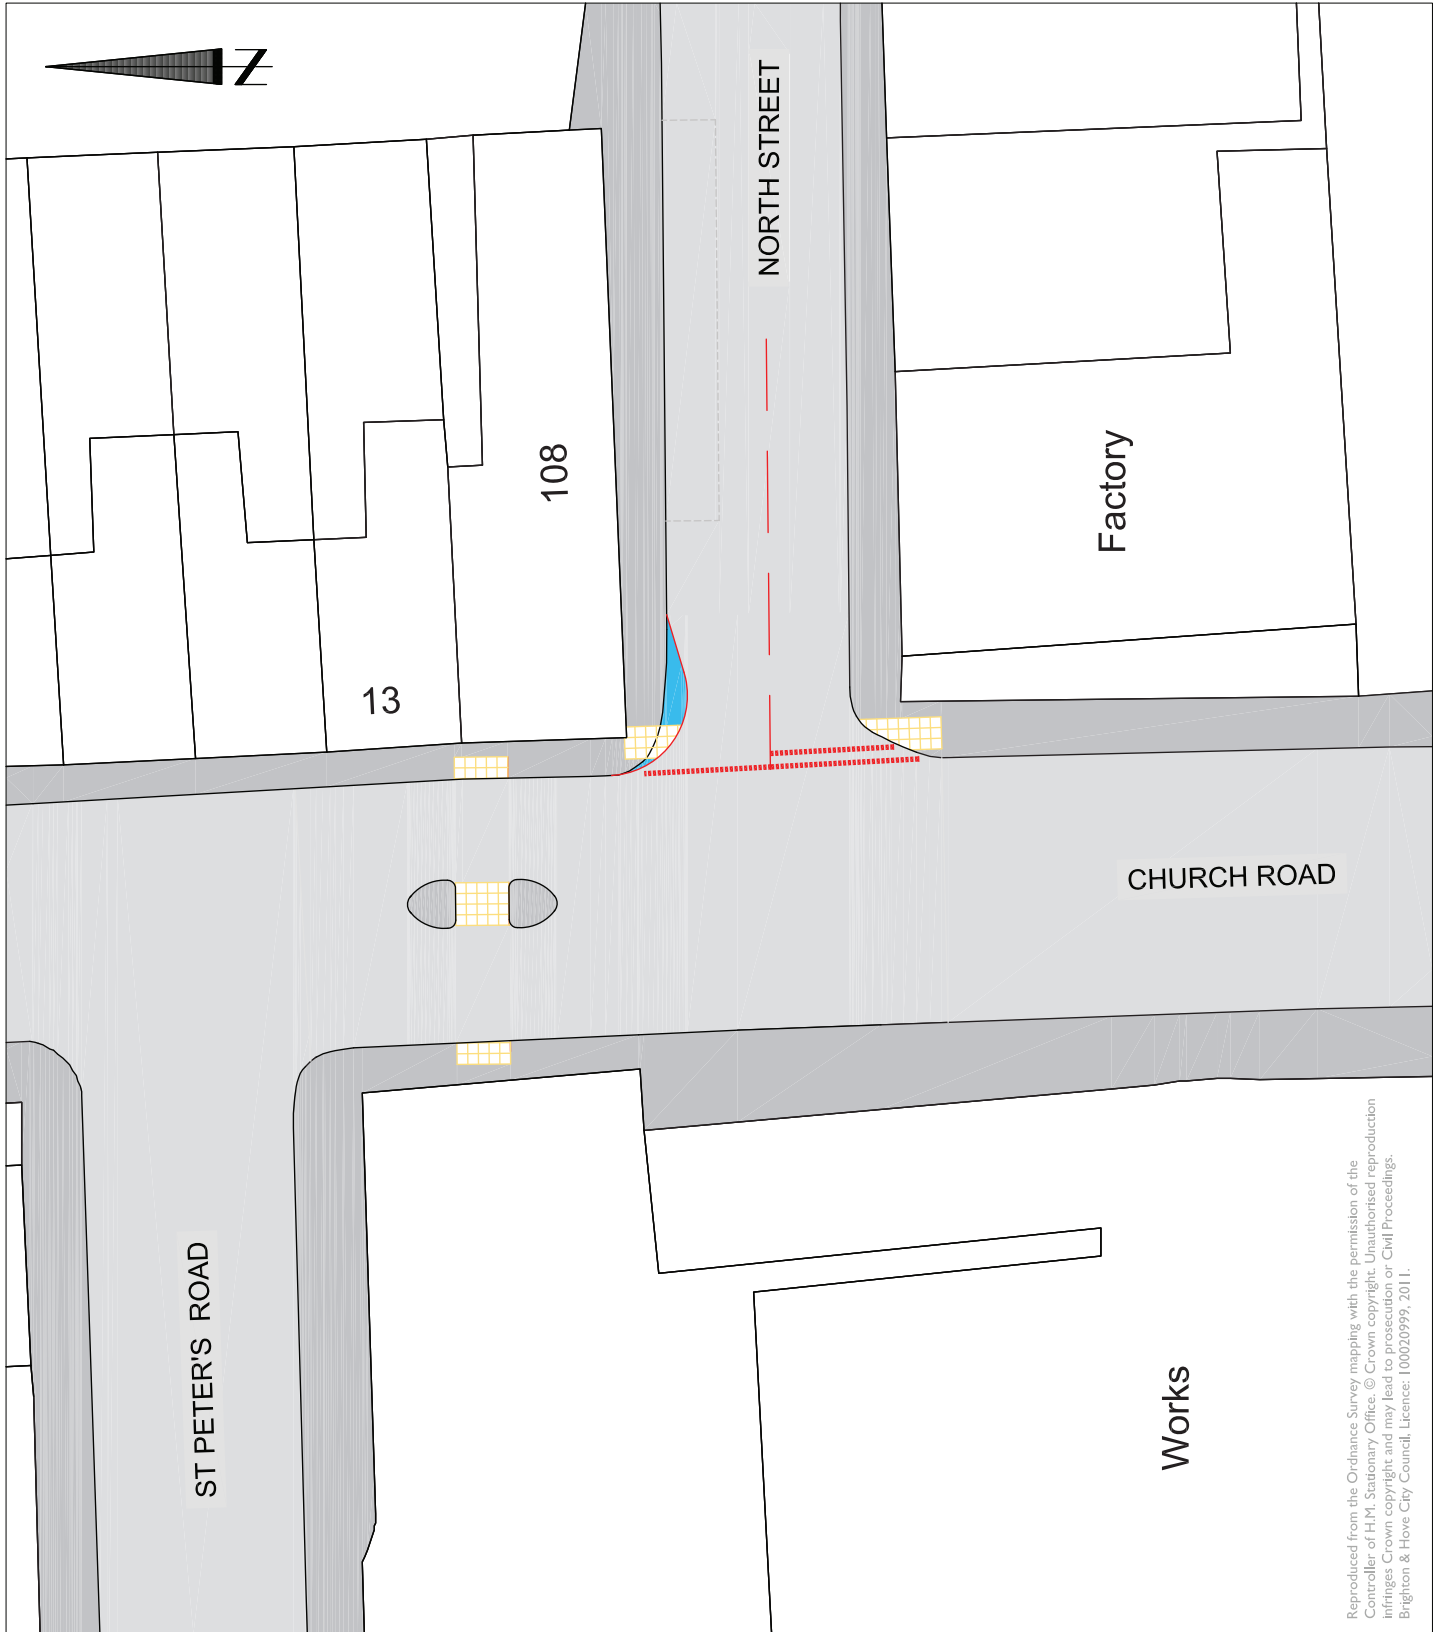 N
NORTH STREET
108
Factory
13
CHURCH ROAD
ST PETER'S ROAD
Works
Reproduced from the Ordnance Survey mapping with the permission of the
Controller of H.M. Stationary Office. © Crown copyright. Unauthorised reproduction
infringes Crown copyright and may lead to prosecution or Civil Proceedings.
Brighton & Hove City Council. Licence: 100020999, 2011.